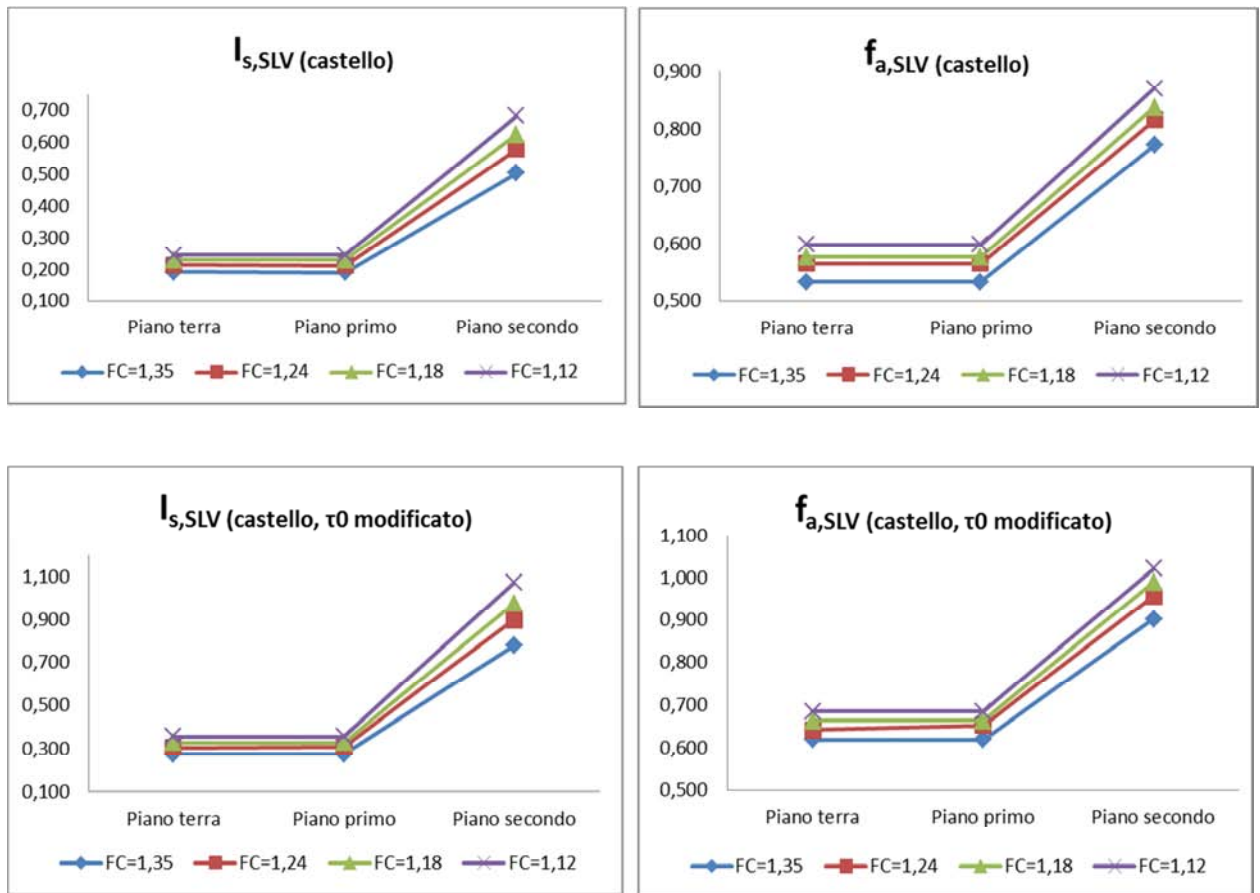 Is,SLV (castello)
0,700
0,600
0,500
0,400
0,300
0,200
0,100
Piano terra Piano primo Piano secondo
FC=1,35 FC=1,24 FC=1,18 FC=1,12
fa,SLV (castello)
0,900
0,800
0,700
0,600
0,500
Piano terra Piano primo Piano secondo
FC=1,35 FC=1,24 FC=1,18 FC=1,12
Is,SLV (castello, τ0 modificato)
1,100
0,900
0,700
0,500
0,300
0,100
Piano terra Piano primo Piano secondo
FC=1,35 FC=1,24 FC=1,18 FC=1,12
fa,SLV (castello, τ0 modificato)
1,100
1,000
0,900
0,800
0,700
0,600
0,500
Piano terra Piano primo Piano secondo
FC=1,35 FC=1,24 FC=1,18 FC=1,12